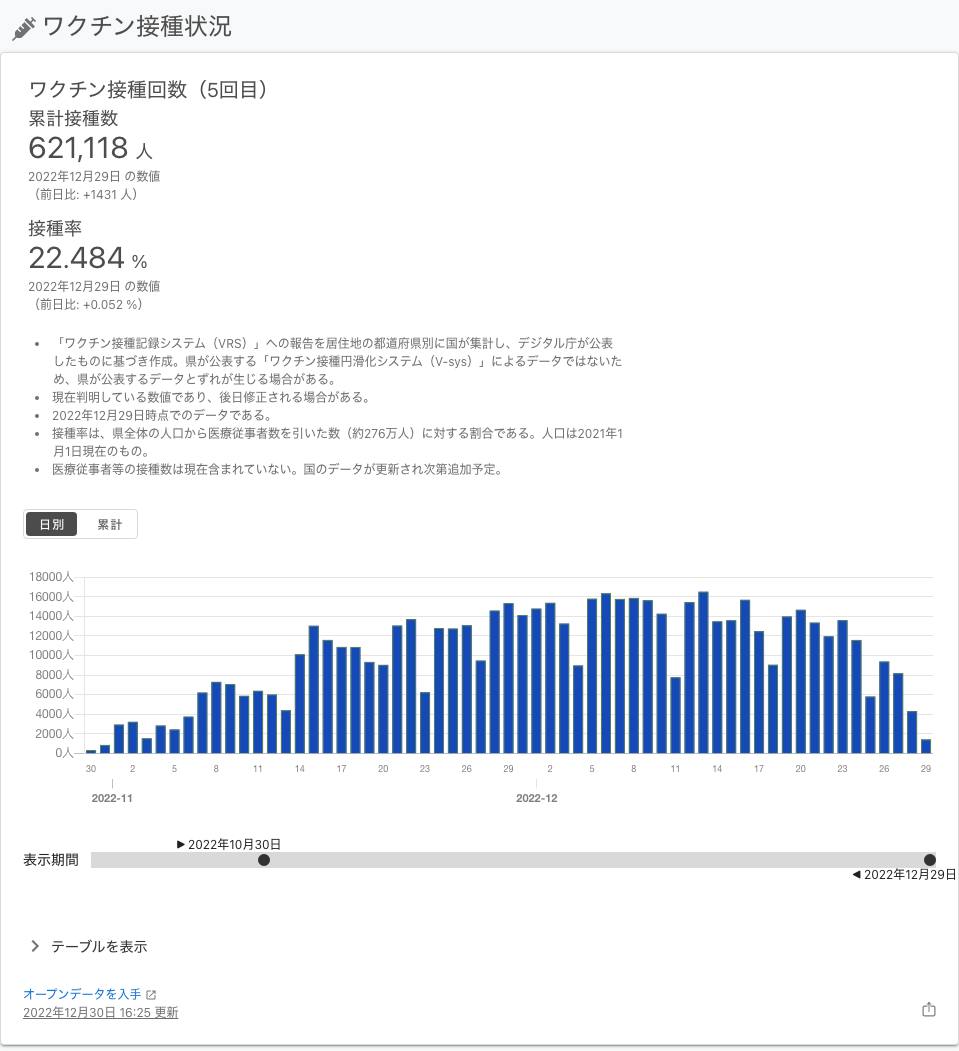 ワクチン接種状況
ワクチン接種回数（5回目）
累計接種数
621,118 人
2022年12月29日 の数値
（前日比: +1431 人）
接種率
22.484 %
2022年12月29日 の数値
（前日比: +0.052 %）
• 「ワクチン接種記録システム（VRS）」への報告を居住地の都道府県別に国が集計し、デジタル庁が公表
したものに基づき作成。県が公表する「ワクチン接種円滑化システム（V-sys）」によるデータではないた
め、県が公表するデータとずれが生じる場合がある。
• 現在判明している数値であり、後日修正される場合がある。
• 2022年12月29日時点でのデータである。
• 接種率は、県全体の人口から医療従事者数を引いた数（約276万人）に対する割合である。人口は2021年1
月1日現在のもの。
• 医療従事者等の接種数は現在含まれていない。国のデータが更新され次第追加予定。
日別 累計
18000人
16000人
14000人
12000人
10000人
8000人
6000人
4000人
2000人
0人
30 2 5 8 11 14 17 20 23 26 29 2 5 8 11 14 17 20 23 26 29
2022-11 2022-12
▶ 2022年10月30日
表示期間
◀ 2022年12月29日
テーブルを表示
オープンデータを入手
2022年12月30日 16:25 更新